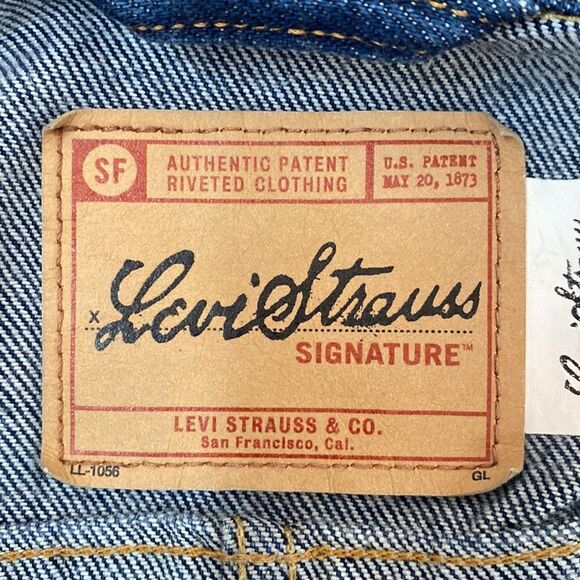 SF
AUTHENTIC PATENT
RIVETED CLOTHING
U.S. PATENT
MAY 20, 1873
x Levi Strauss
SIGNATURE™
LEVI STRAUSS & CO.
San Francisco, Cal.
LL-1056
GL